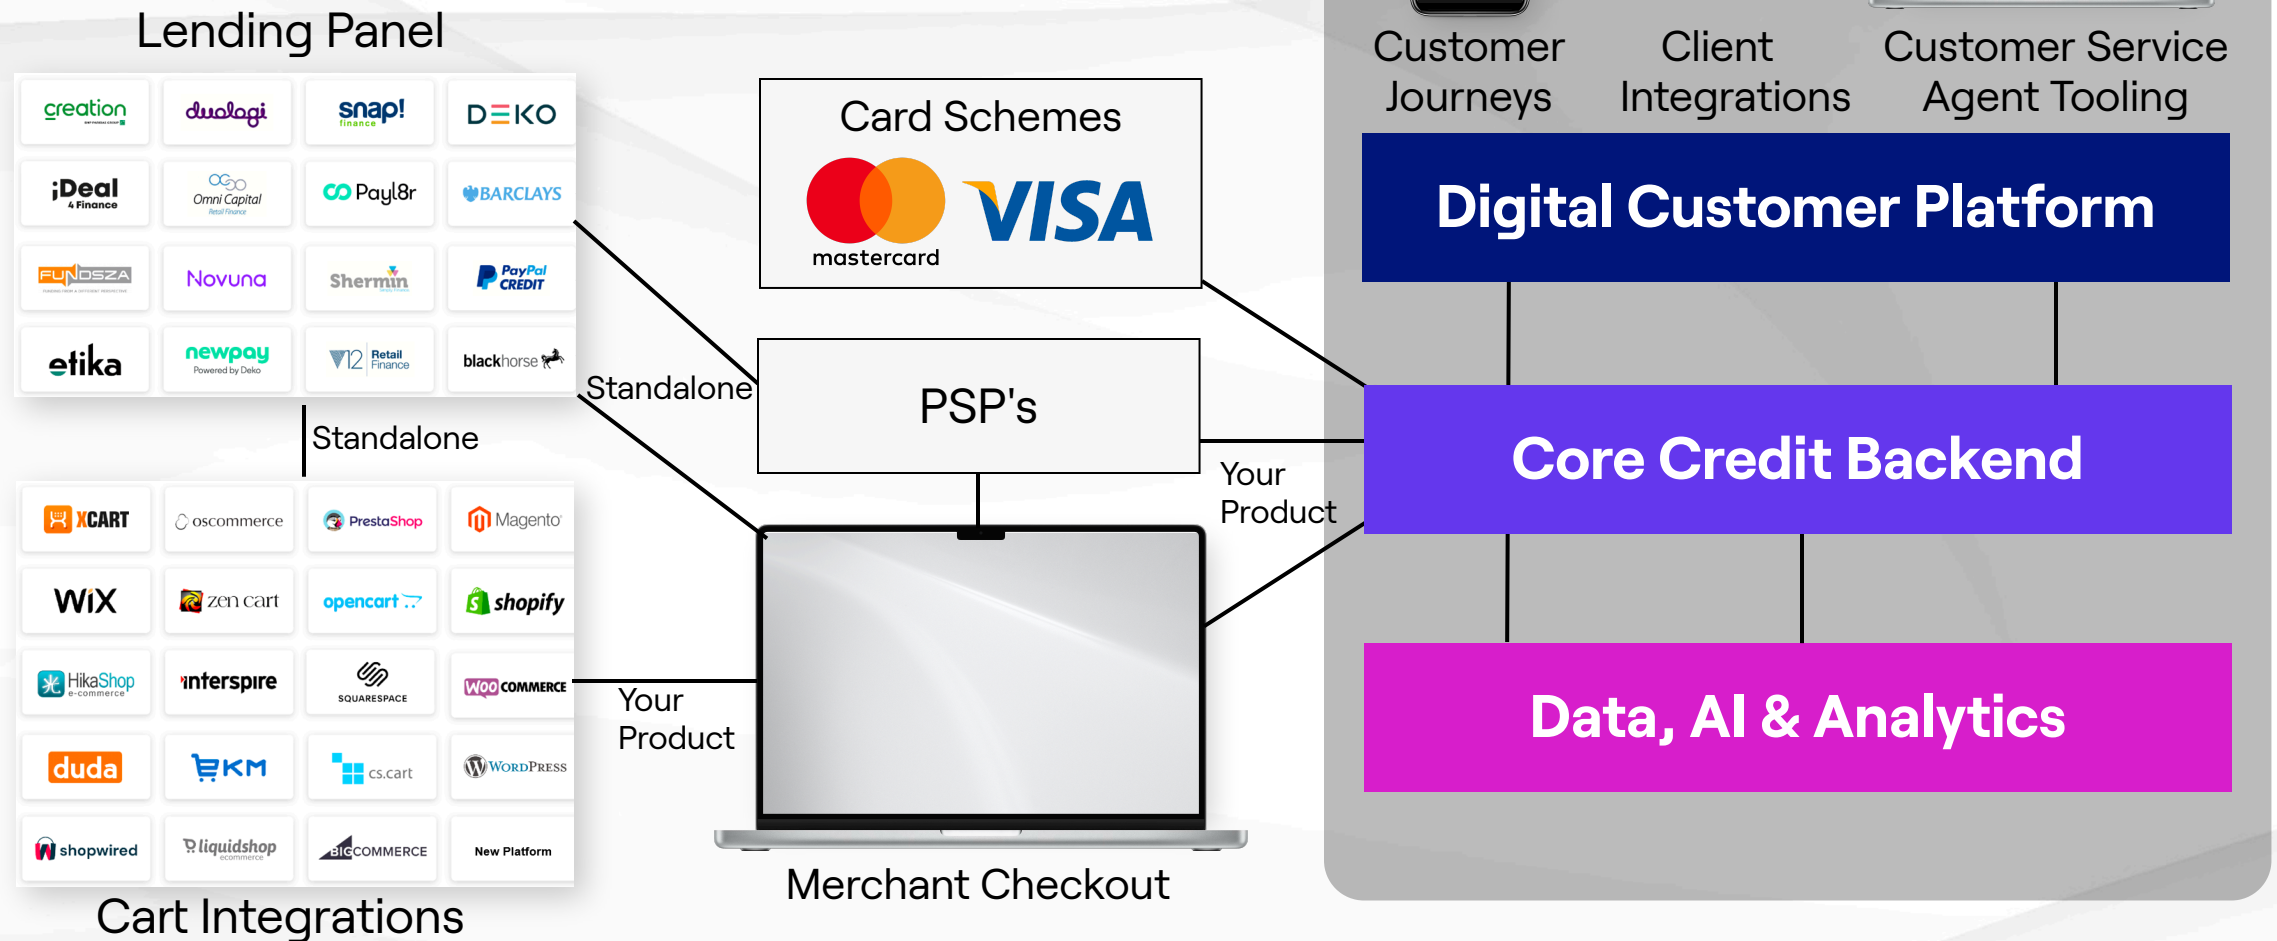 Lending Panel
creation
duologi
snap!
finance
DEKO
iDeal
4 Finance
Omni Capital
Retail Finance
Payl8r
BARCLAYS
FUNDSZA
Novuna
Shermin
PayPal
CREDIT
etika
newpay
Powered by Deko
V12 Retail
Finance
blackhorse
Standalone
Standalone
XCART
oscommerce
PrestaShop
Magento
WiX
zen cart
opencart
shopify
HikaShop
e-commerce
interspire
SQUARESPACE
WOO COMMERCE
duda
EKM
cs.cart
WORDPRESS
shopwired
liquidshop
ecommerce
BIGCOMMERCE
New Platform
Cart Integrations
Your
Product
Card Schemes
mastercard
VISA
PSP's
Your
Product
Merchant Checkout
Customer
Journeys
Client
Integrations
Customer Service
Agent Tooling
Digital Customer Platform
Core Credit Backend
Data, AI & Analytics